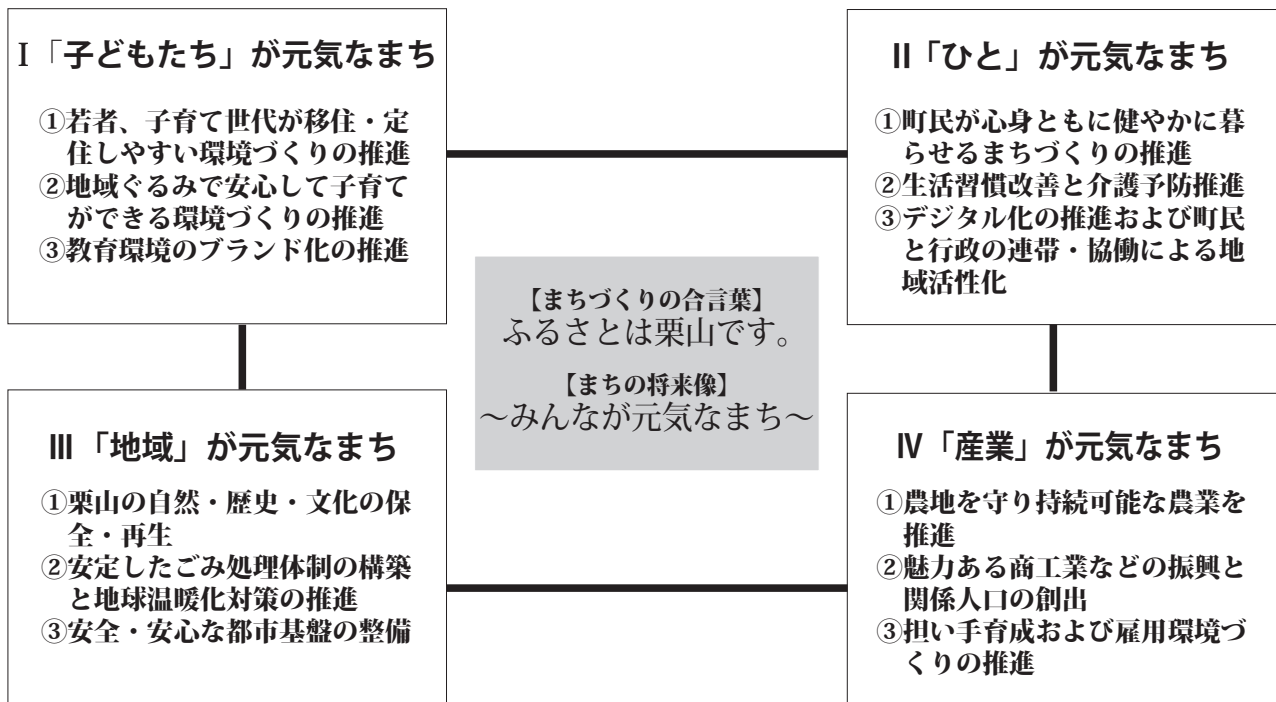 Ⅰ「子どもたち」が元気なまち
①若者、子育て世代が移住・定
住しやすい環境づくりの推進
②地域ぐるみで安心して子育て
ができる環境づくりの推進
③教育環境のブランド化の推進
Ⅱ「ひと」が元気なまち
①町民が心身ともに健やかに暮
らせるまちづくりの推進
②生活習慣改善と介護予防推進
③デジタル化の推進および町民
と行政の連帯・協働による地
域活性化
【まちづくりの合言葉】
ふるさとは栗山です。
【まちの将来像】
～みんなが元気なまち～
Ⅲ「地域」が元気なまち
①栗山の自然・歴史・文化の保
全・再生
②安定したごみ処理体制の構築
と地球温暖化対策の推進
③安全・安心な都市基盤の整備
Ⅳ「産業」が元気なまち
①農地を守り持続可能な農業を
推進
②魅力ある商工業などの振興と
関係人口の創出
③担い手育成および雇用環境づ
くりの推進